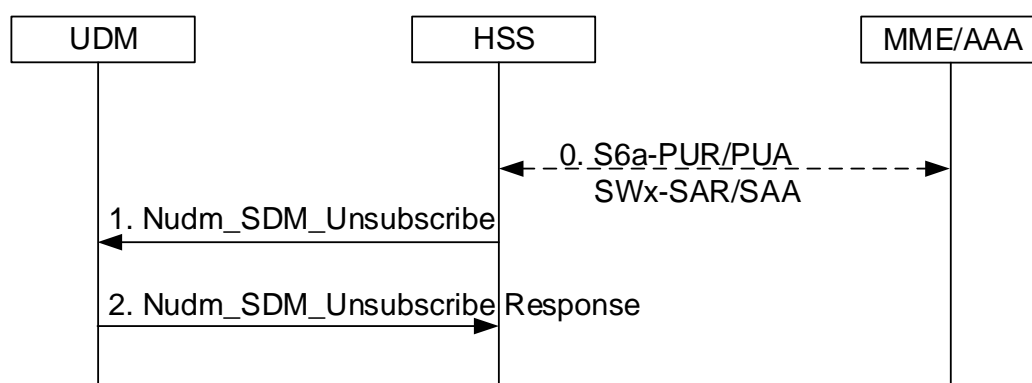 UDM
HSS
MME/AAA
0. S6a-PUR/PUA
SWx-SAR/SAA
1. Nudm_SDM_Unsubscribe
2. Nudm_SDM_Unsubscribe Response